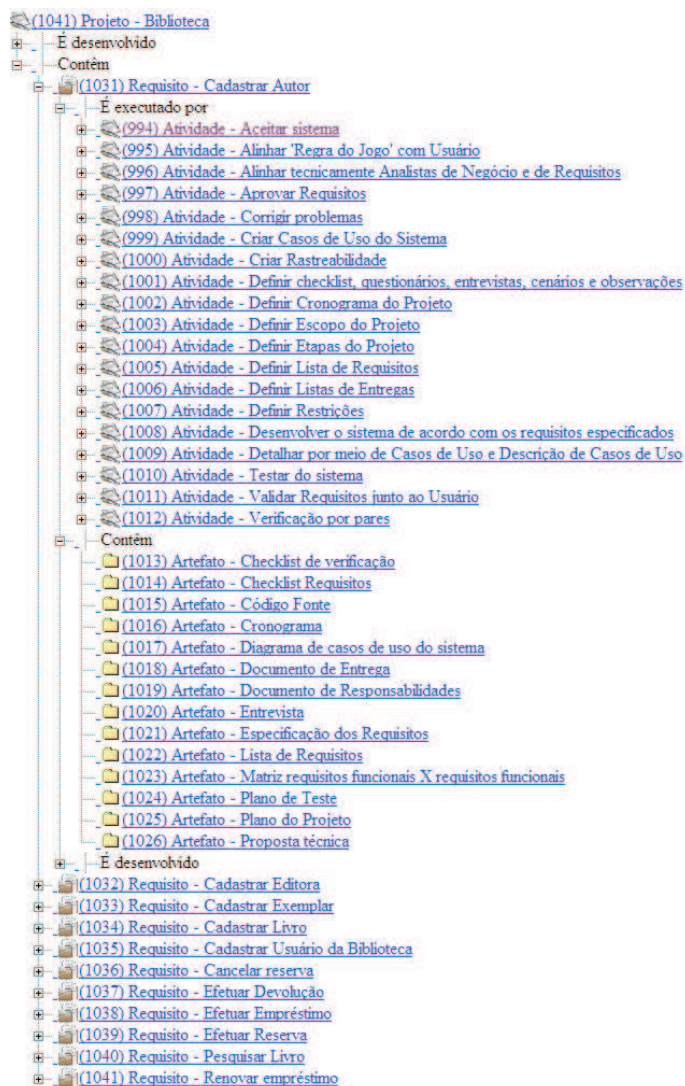 (1041) Projeto - Biblioteca
É desenvolvido
Contêm
(1031) Requisito - Cadastrar Autor
É executado por
(994) Atividade - Aceitar sistema
(995) Atividade - Alinhar 'Regra do Jogo' com Usuário
(996) Atividade - Alinhar tecnicamente Analistas de Negócio e de Requisitos
(997) Atividade - Aprovar Requisitos
(998) Atividade - Corrigir problemas
(999) Atividade - Criar Casos de Uso do Sistema
(1000) Atividade - Criar Rastreabilidade
(1001) Atividade - Definir checklist, questionários, entrevistas, cenários e observações
(1002) Atividade - Definir Cronograma do Projeto
(1003) Atividade - Definir Escopo do Projeto
(1004) Atividade - Definir Etapas do Projeto
(1005) Atividade - Definir Lista de Requisitos
(1006) Atividade - Definir Listas de Entregas
(1007) Atividade - Definir Restrições
(1008) Atividade - Desenvolver o sistema de acordo com os requisitos especificados
(1009) Atividade - Detalhar por meio de Casos de Uso e Descrição de Casos de Uso
(1010) Atividade - Testar do sistema
(1011) Atividade - Validar Requisitos junto ao Usuário
(1012) Atividade - Verificação por pares
Contêm
(1013) Artefato - Checklist de verificação
(1014) Artefato - Checklist Requisitos
(1015) Artefato - Código Fonte
(1016) Artefato - Cronograma
(1017) Artefato - Diagrama de casos de uso do sistema
(1018) Artefato - Documento de Entrega
(1019) Artefato - Documento de Responsabilidades
(1020) Artefato - Entrevista
(1021) Artefato - Especificação dos Requisitos
(1022) Artefato - Lista de Requisitos
(1023) Artefato - Matriz requisitos funcionais X requisitos funcionais
(1024) Artefato - Plano de Teste
(1025) Artefato - Plano do Projeto
(1026) Artefato - Proposta técnica
É desenvolvido
(1032) Requisito - Cadastrar Editora
(1033) Requisito - Cadastrar Exemplar
(1034) Requisito - Cadastrar Livro
(1035) Requisito - Cadastrar Usuário da Biblioteca
(1036) Requisito - Cancelar reserva
(1037) Requisito - Efetuar Devolução
(1038) Requisito - Efetuar Empréstimo
(1039) Requisito - Efetuar Reserva
(1040) Requisito - Pesquisar Livro
(1041) Requisito - Renovar empréstimo